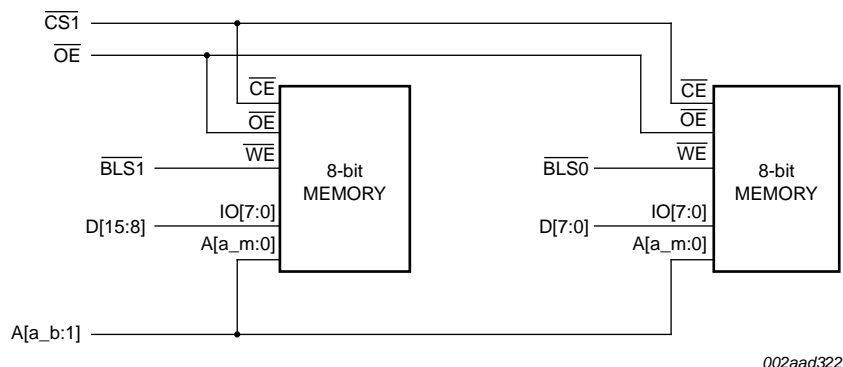 CS1
OE
CE
OE
WE
BLS1
8-bit
MEMORY
IO[7:0]
D[15:8]
A[a_m:0]
CE
OE
WE
BLS0
8-bit
MEMORY
IO[7:0]
D[7:0]
A[a_m:0]
A[a_b:1]
002aad322